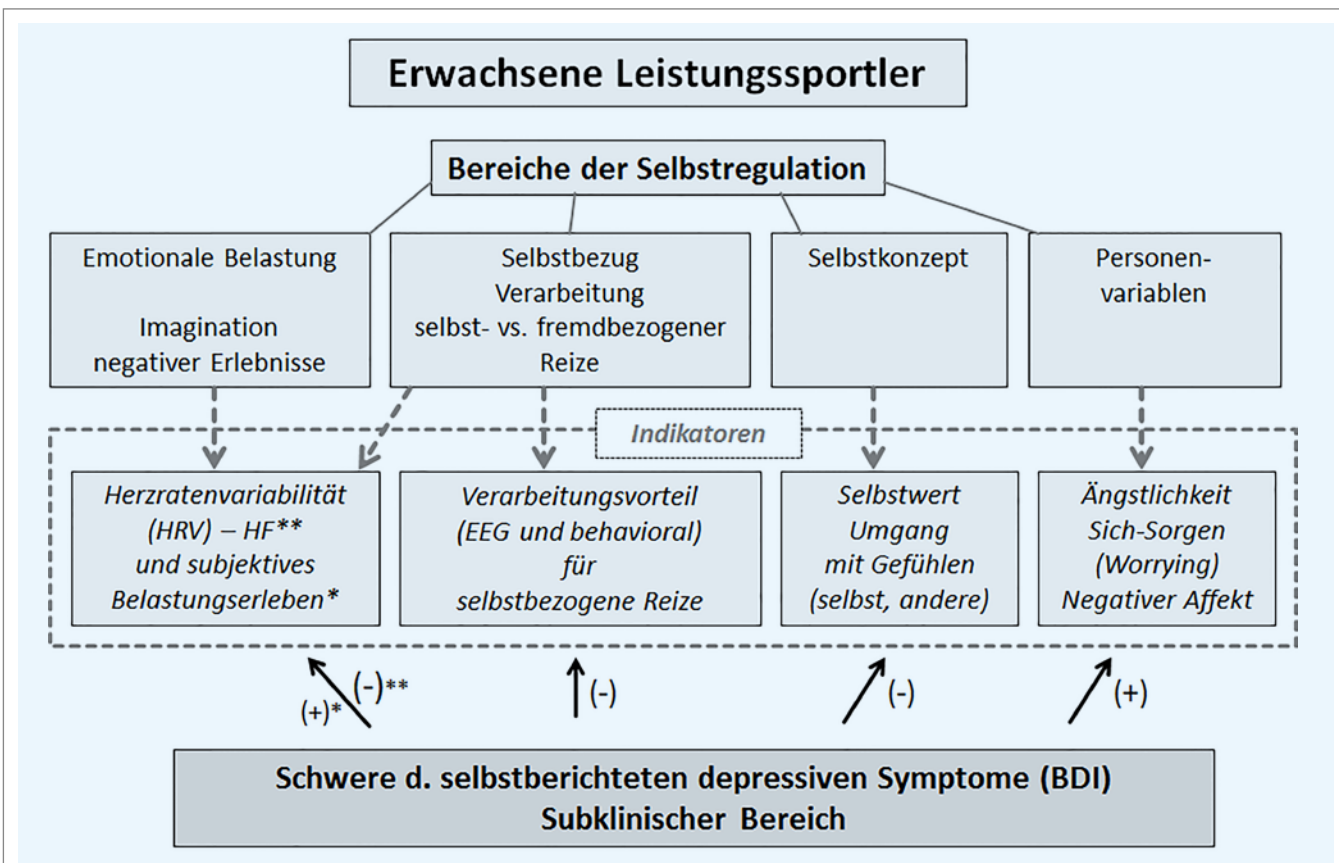 Erwachsene Leistungssportler
Bereiche der Selbstregulation
Emotionale Belastung
Imagination
negativer Erlebnisse
Selbstbezug
Verarbeitung
selbst- vs. fremdbezogener
Reize
Selbstkonzept
Personen-
variablen
Indikatoren
Herzratenvariabilität
(HRV) – HF**
und subjektives
Belastungserleben*
Verarbeitungsvorteil
(EEG und behavioral)
für
selbstbezogene Reize
Selbstwert
Umgang
mit Gefühlen
(selbst, andere)
Ängstlichkeit
Sich-Sorgen
(Worrying)
Negativer Affekt
(-)**
(+)*
(-)
(-)
(+)
Schwere d. selbstberichteten depressiven Symptome (BDI)
Subklinischer Bereich